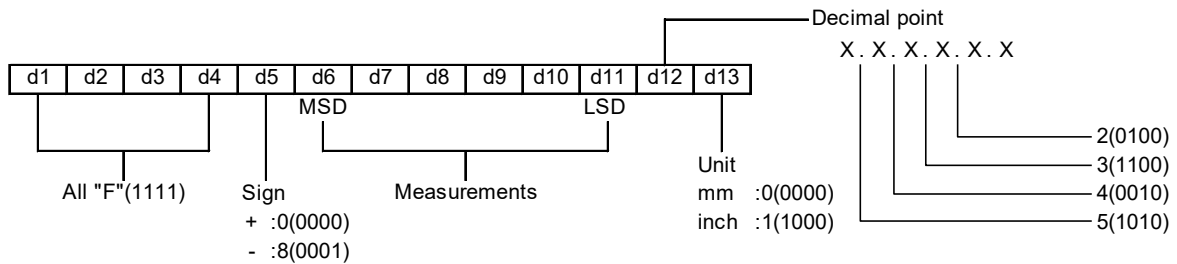 Decimal point
X . X . X . X . X . X
d1 d2 d3 d4 d5 d6 d7 d8 d9 d10 d11 d12 d13
MSD LSD
2(0100)
3(1100)
4(0010)
5(1010)
All "F"(1111)
Sign
+ :0(0000)
- :8(0001)
Measurements
Unit
mm :0(0000)
inch :1(1000)